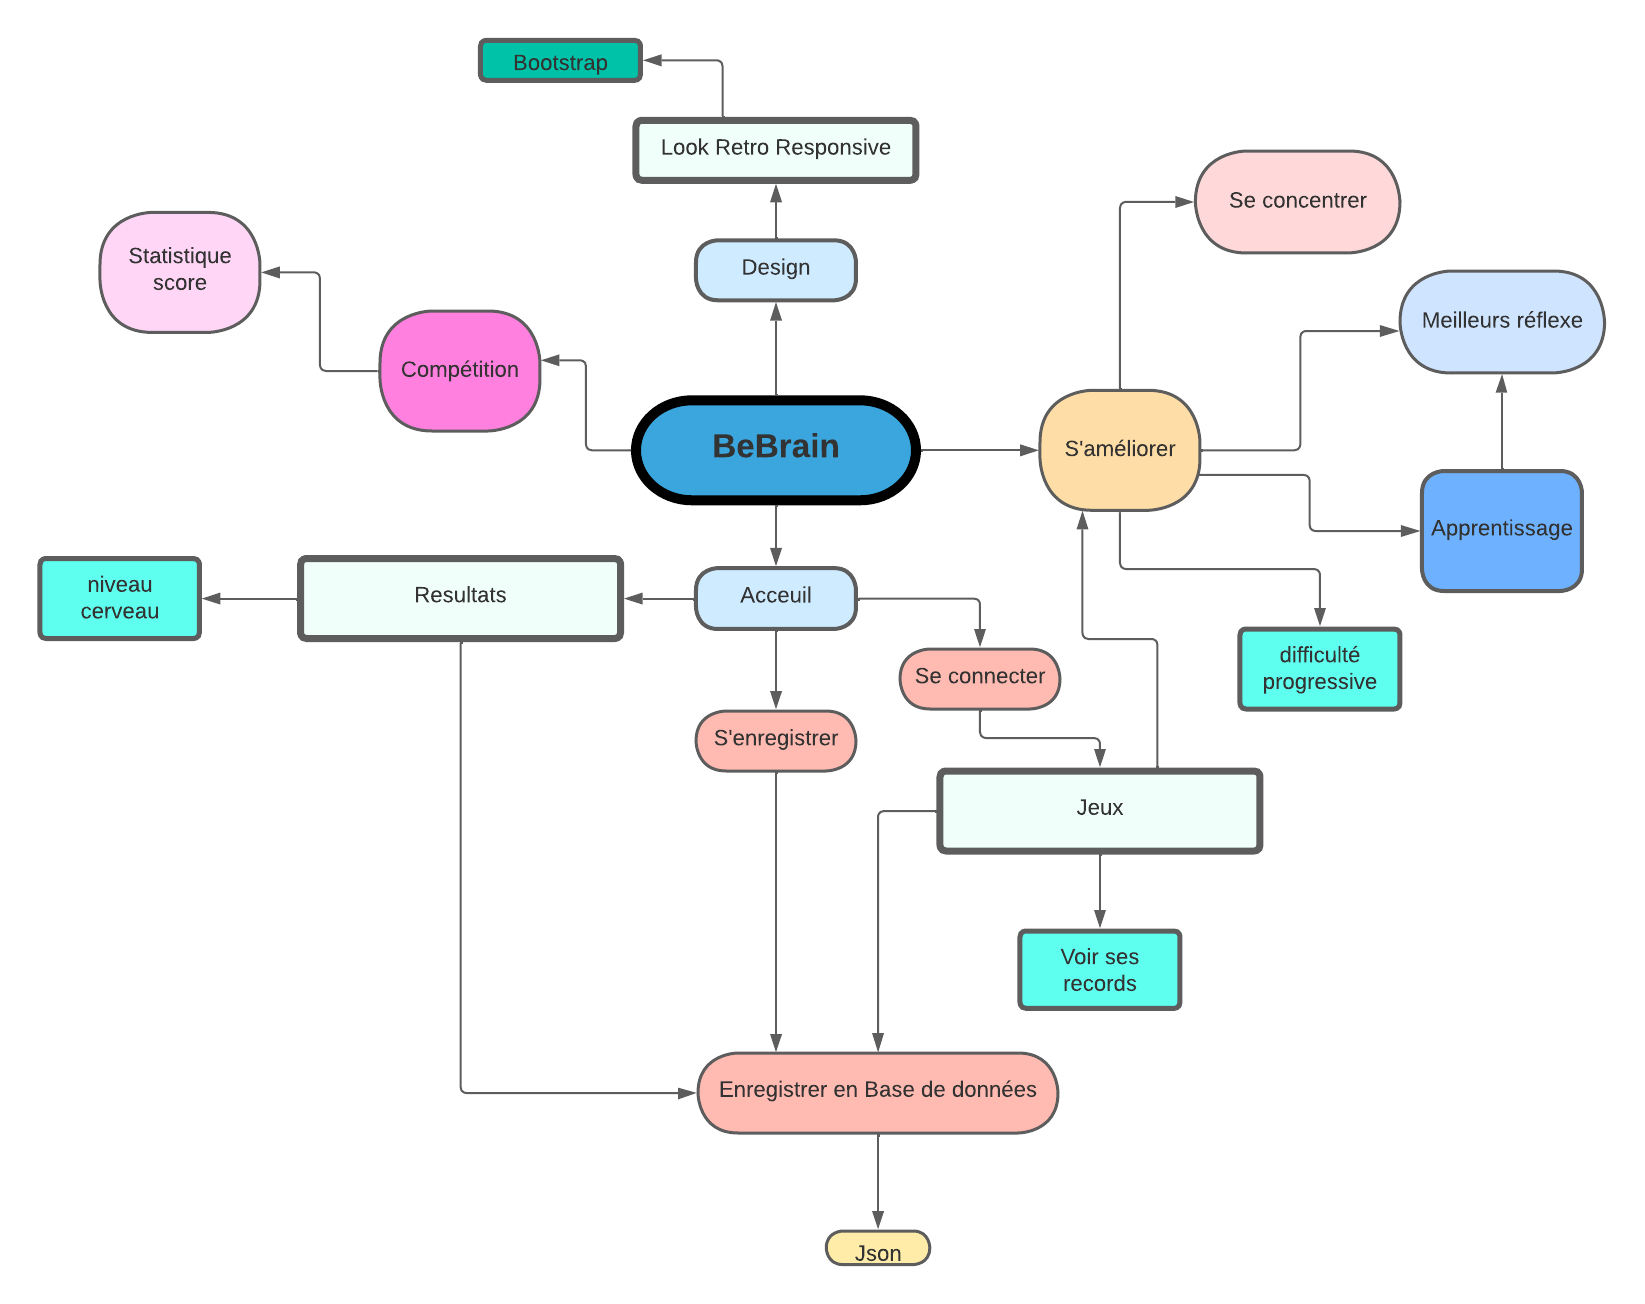 Bootstrap
Look Retro Responsive
Se concentrer
Statistique
score
Design
Meilleurs réflexe
Compétition
BeBrain
S'améliorer
Apprentissage
niveau
cerveau
Resultats
Acceuil
Se connecter
difficulté
progressive
S'enregistrer
Jeux
Voir ses
records
Enregistrer en Base de données
Json